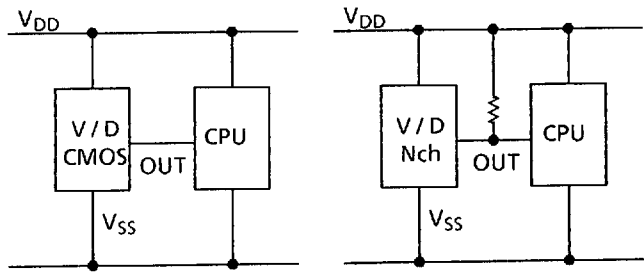 VDD
V / D
CMOS
OUT
CPU
VSS
VDD
V / D
Nch
OUT
CPU
VSS